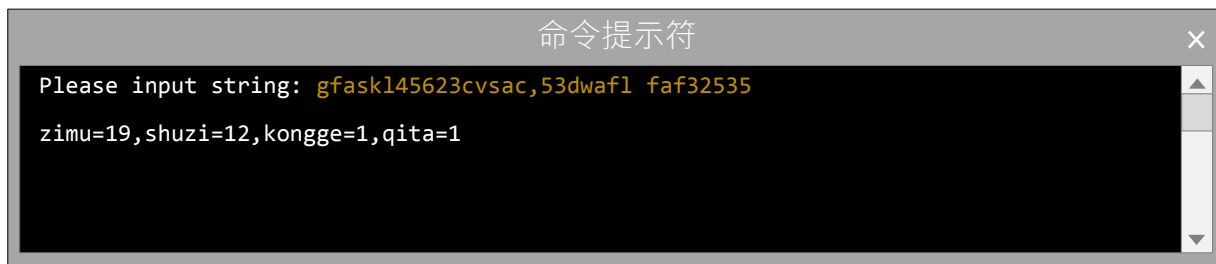 命令提示符
Please input string: gfaskl45623cvsac,53dwafl faf32535
zimu=19,shuzi=12,kongge=1,qita=1